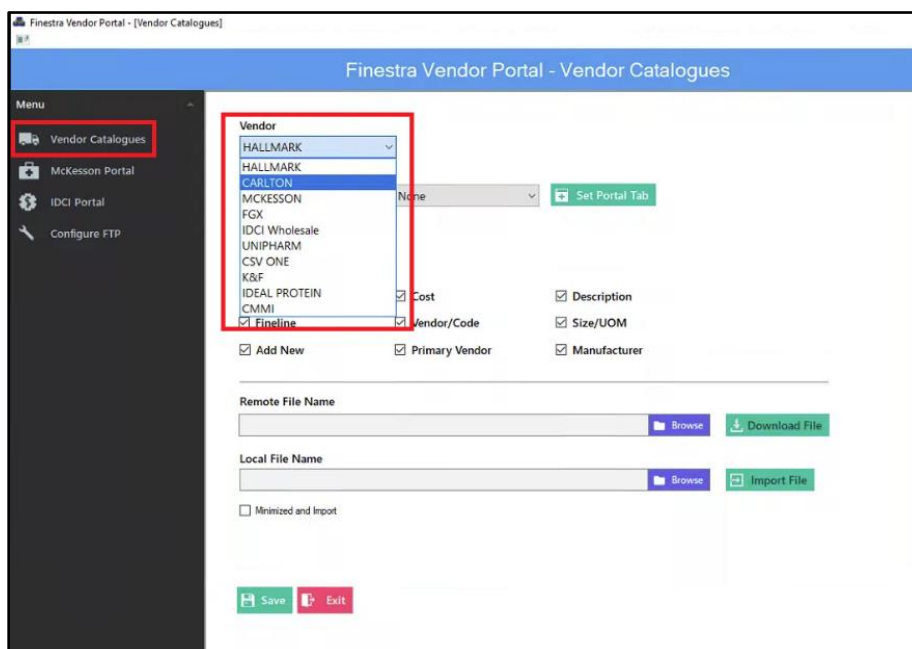 Finestra Vendor Portal - [Vendor Catalogues]
Finestra Vendor Portal - Vendor Catalogues
Menu
Vendor Catalogues
McKesson Portal
IDCI Portal
Configure FTP
Vendor
HALLMARK
HALLMARK
CARLTON
MCKESSON
FGX
IDCI Wholesale
UNIPHARM
CSV ONE
K&F
IDEAL PROTEIN
CMMI
None Set Portal Tab
Cost Description
Fineline Vendor/Code Size/UOM
Add New Primary Vendor Manufacturer
Remote File Name
Browse Download File
Local File Name
Browse Import File
Minimized and Import
Save Exit